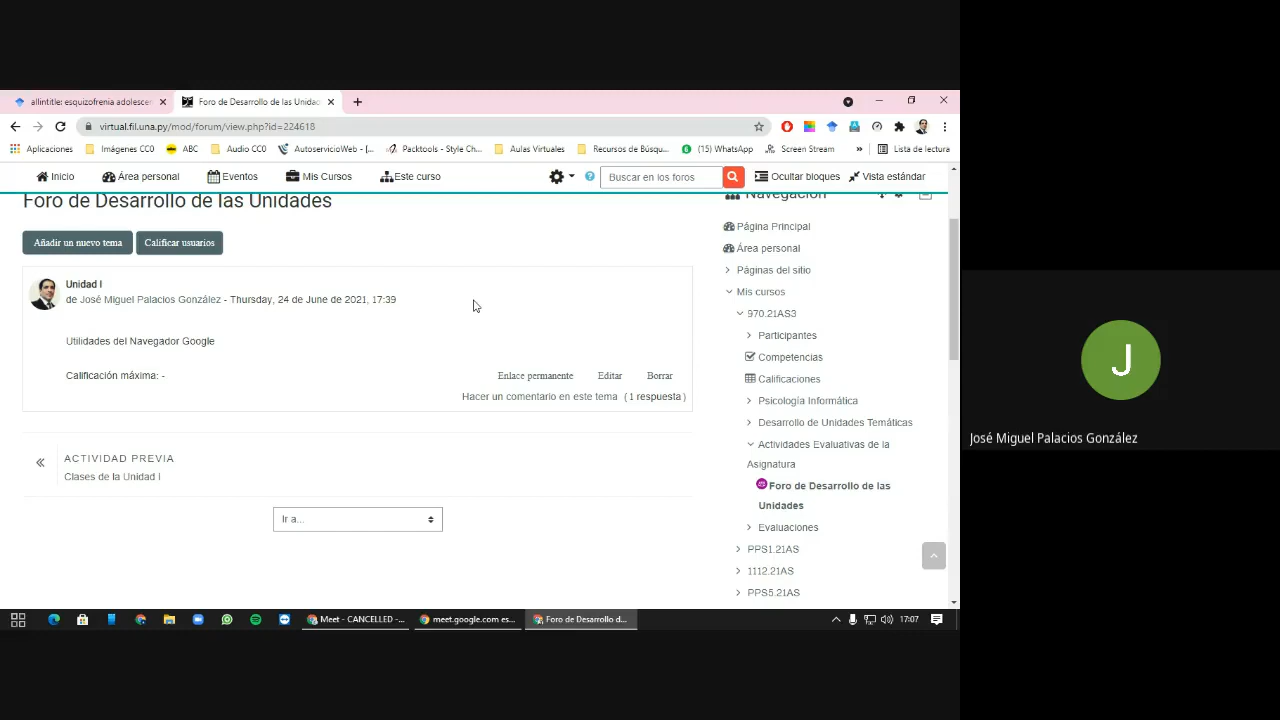 allintitle: esquizofrenia adolescen
Foro de Desarrollo de las Unidad
virtual.fil.una.py/mod/forum/view.php?id=224618
Aplicaciones
Imágenes CC0
ABC
Audio CC0
AutoservicioWeb - [...
Packtools - Style Ch...
Aulas Virtuales
Recursos de Búsqu...
(15) WhatsApp
Screen Stream
»
Lista de lectura
Inicio
Área personal
Eventos
Mis Cursos
Este curso
Buscar en los foros
Ocultar bloques
Vista estándar
Foro de Desarrollo de las Unidades
Añadir un nuevo tema
Calificar usuarios
Unidad I
de José Miguel Palacios González - Thursday, 24 de June de 2021, 17:39
Utilidades del Navegador Google
Calificación máxima: -
Enlace permanente
Editar
Borrar
Hacer un comentario en este tema (1 respuesta)
ACTIVIDAD PREVIA
Clases de la Unidad I
Ir a...
Navegación
Página Principal
Área personal
Páginas del sitio
Mis cursos
970.21AS3
Participantes
Competencias
Calificaciones
Psicología Informática
Desarrollo de Unidades Temáticas
Actividades Evaluativas de la
Asignatura
Foro de Desarrollo de las
Unidades
Evaluaciones
PPS1.21AS
1112.21AS
PPS5.21AS
Meet - CANCELLED -...
meet.google.com es...
Foro de Desarrollo d...
17:07
J
José Miguel Palacios González